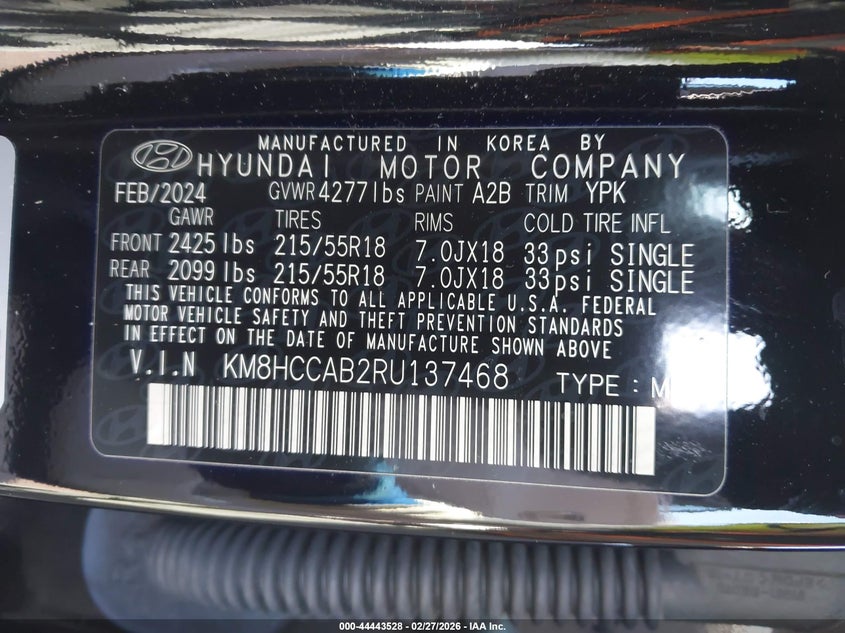 MANUFACTURED IN KOREA BY
HYUNDAI MOTOR COMPANY
FEB/2024 GVWR 4277lbs PAINT A2B TRIM YPK
GAWR TIRES RIMS COLD TIRE INFL
FRONT 2425lbs 215/55R18 7.0JX18 33psi SINGLE
REAR 2099lbs 215/55R18 7.0JX18 33psi SINGLE
THIS VEHICLE CONFORMS TO ALL APPLICABLE U.S.A. FEDERAL
MOTOR VEHICLE SAFETY AND THEFT PREVENTION STANDARDS
IN EFFECT ON THE DATE OF MANUFACTURE SHOWN ABOVE
V.I.N KM8HCCAB2RU137468 TYPE : M
000-44443528 - 02/27/2026 - IAA Inc.